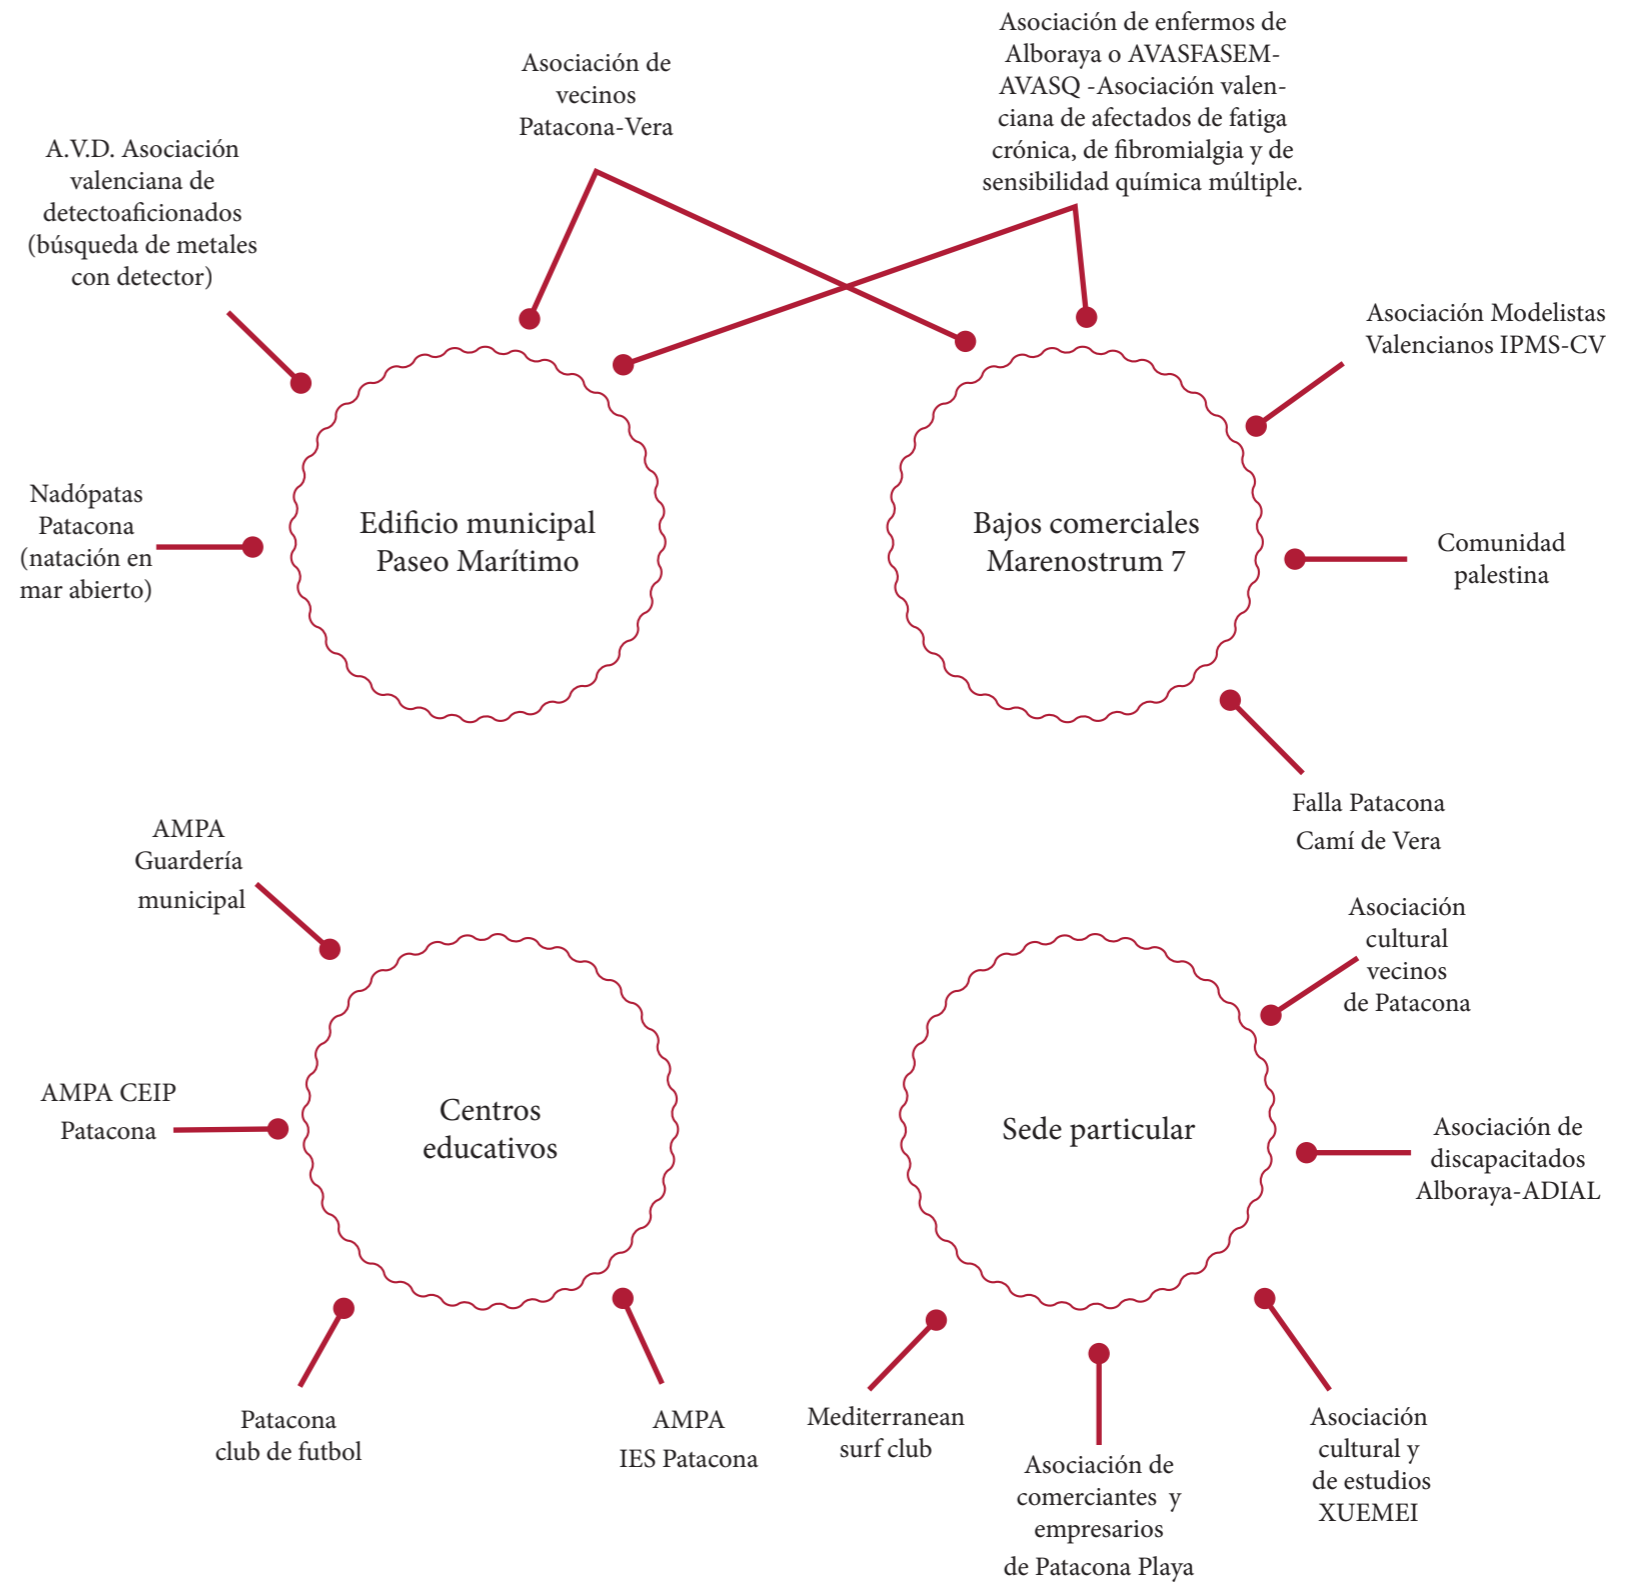 Asociación de enfermos de
Alboraya o AVASFASEM-
AVASQ -Asociación valen-
ciana de afectados de fatiga
crónica, de fibromialgia y de
sensibilidad química múltiple.
Asociación de
vecinos
Patacona-Vera
A.V.D. Asociación
valenciana de
detectoaficionados
(búsqueda de metales
con detector)
Asociación Modelistas
Valencianos IPMS-CV
Nadópatas
Patacona
(natación en
mar abierto)
Edificio municipal
Paseo Marítimo
Bajos comerciales
Marenostrum 7
Comunidad
palestina
Falla Patacona
Camí de Vera
AMPA
Guardería
municipal
Asociación
cultural
vecinos
de Patacona
AMPA CEIP
Patacona
Centros
educativos
Sede particular
Asociación de
discapacitados
Alboraya-ADIAL
Patacona
club de futbol
AMPA
IES Patacona
Mediterranean
surf club
Asociación de
comerciantes y
empresarios
de Patacona Playa
Asociación
cultural y
de estudios
XUEMEI